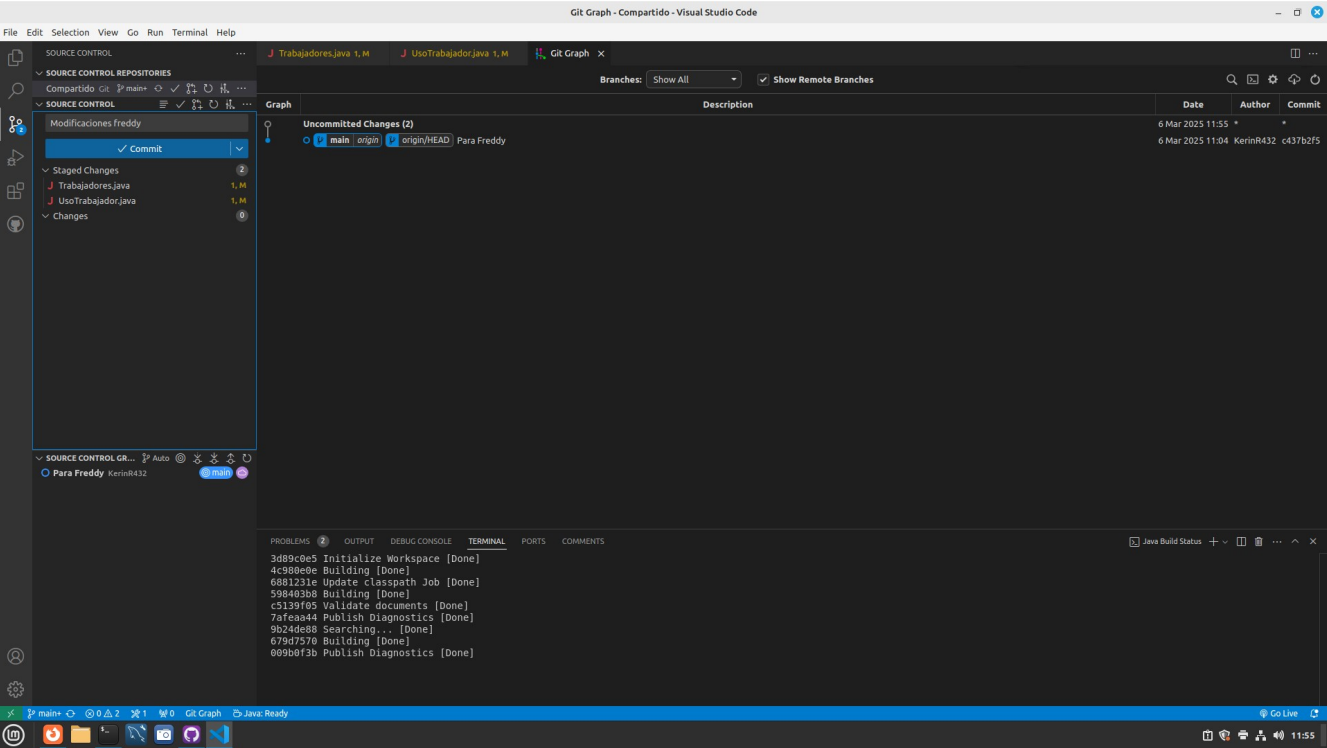 Git Graph - Compartido - Visual Studio Code
File Edit Selection View Go Run Terminal Help
SOURCE CONTROL
Trabajadores.java 1, M
UsoTrabajador.java 1, M
Git Graph
SOURCE CONTROL REPOSITORIES
Compartido Git main+
Branches: Show All Show Remote Branches
SOURCE CONTROL
Graph Description Date Author Commit
Modificaciones freddy
Uncommitted Changes (2) 6 Mar 2025 11:55 * *
main origin origin/HEAD Para Freddy 6 Mar 2025 11:04 KerinR432 c437b2f5
Commit
Staged Changes 2
Trabajadores.java 1, M
UsoTrabajador.java 1, M
Changes 0
2
SOURCE CONTROL GR... Auto
Para Freddy KerinR432 main
PROBLEMS 2 OUTPUT DEBUG CONSOLE TERMINAL PORTS COMMENTS
Java Build Status
3d89c0e5 Initialize Workspace [Done]
4c980e0e Building [Done]
6881231e Update classpath Job [Done]
598403b8 Building [Done]
c5139f05 Validate documents [Done]
7afeaa44 Publish Diagnostics [Done]
9b24de88 Searching... [Done]
679d7570 Building [Done]
009b0f3b Publish Diagnostics [Done]
main+ 0 2 1 0 Git Graph Java: Ready Go Live
11:55